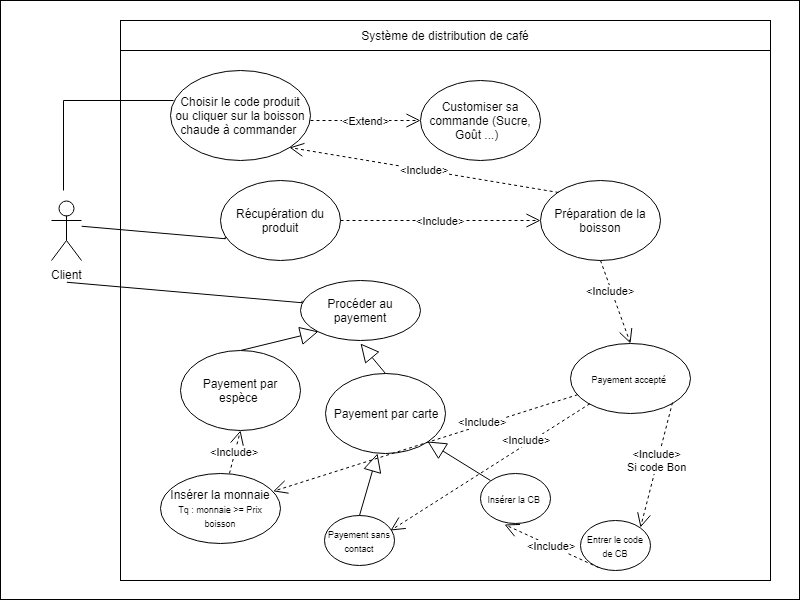 Système de distribution de café
Choisir le code produit
ou cliquer sur la boisson
chaude à commander
<Extend>
Customiser sa
commande (Sucre,
Goût ...)
<Include>
Récupération du
produit
<Include>
Préparation de la
boisson
Client
<Include>
Procéder au
payement
Payement par
espèce
Payement par carte
Payement accepté
<Include>
<Include>
<Include>
<Include>
Si code Bon
Insérer la monnaie
Tq : monnaie >= Prix
boisson
Insérer la CB
Payement sans
contact
<Include>
Entrer le code
de CB